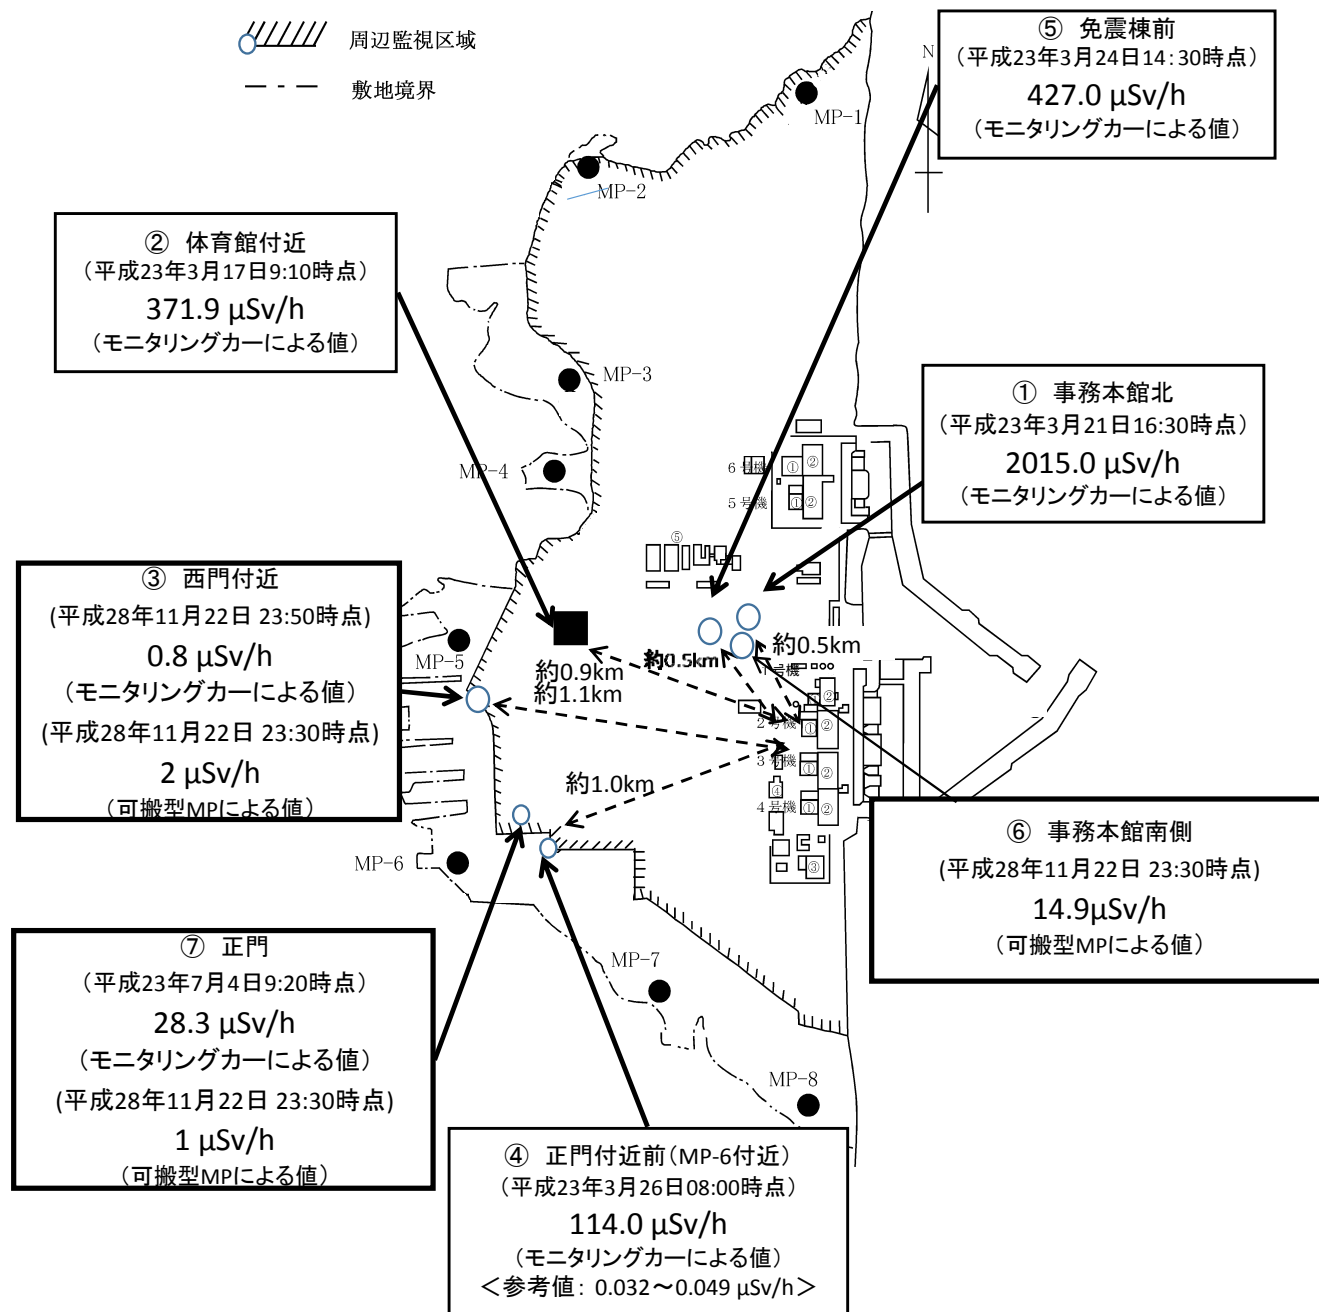 周辺監視区域
敷地境界
⑤ 免震棟前
(平成23年3月24日14:30時点)
427.0 µSv/h
(モニタリングカーによる値)
N
MP-1
MP-2
② 体育館付近
(平成23年3月17日9:10時点)
371.9 µSv/h
(モニタリングカーによる値)
MP-3
① 事務本館北
(平成23年3月21日16:30時点)
2015.0 µSv/h
(モニタリングカーによる値)
MP-4
6号機
① ②
5号機
① ②
⑤
③ 西門付近
(平成28年11月22日 23:50時点)
0.8 µSv/h
(モニタリングカーによる値)
(平成28年11月22日 23:30時点)
2 µSv/h
(可搬型MPによる値)
MP-5
約0.9km
約1.1km
約0.5km
約0.5km
号機
②
2号機
① ②
3号機
① ②
④
4号機
① ②
③
約1.0km
MP-6
⑥ 事務本館南側
(平成28年11月22日 23:30時点)
14.9µSv/h
(可搬型MPによる値)
⑦ 正門
(平成23年7月4日9:20時点)
28.3 µSv/h
(モニタリングカーによる値)
(平成28年11月22日 23:30時点)
1 µSv/h
(可搬型MPによる値)
MP-7
MP-8
④ 正門付近前(MP-6付近)
(平成23年3月26日08:00時点)
114.0 µSv/h
(モニタリングカーによる値)
<参考値: 0.032～0.049 µSv/h>